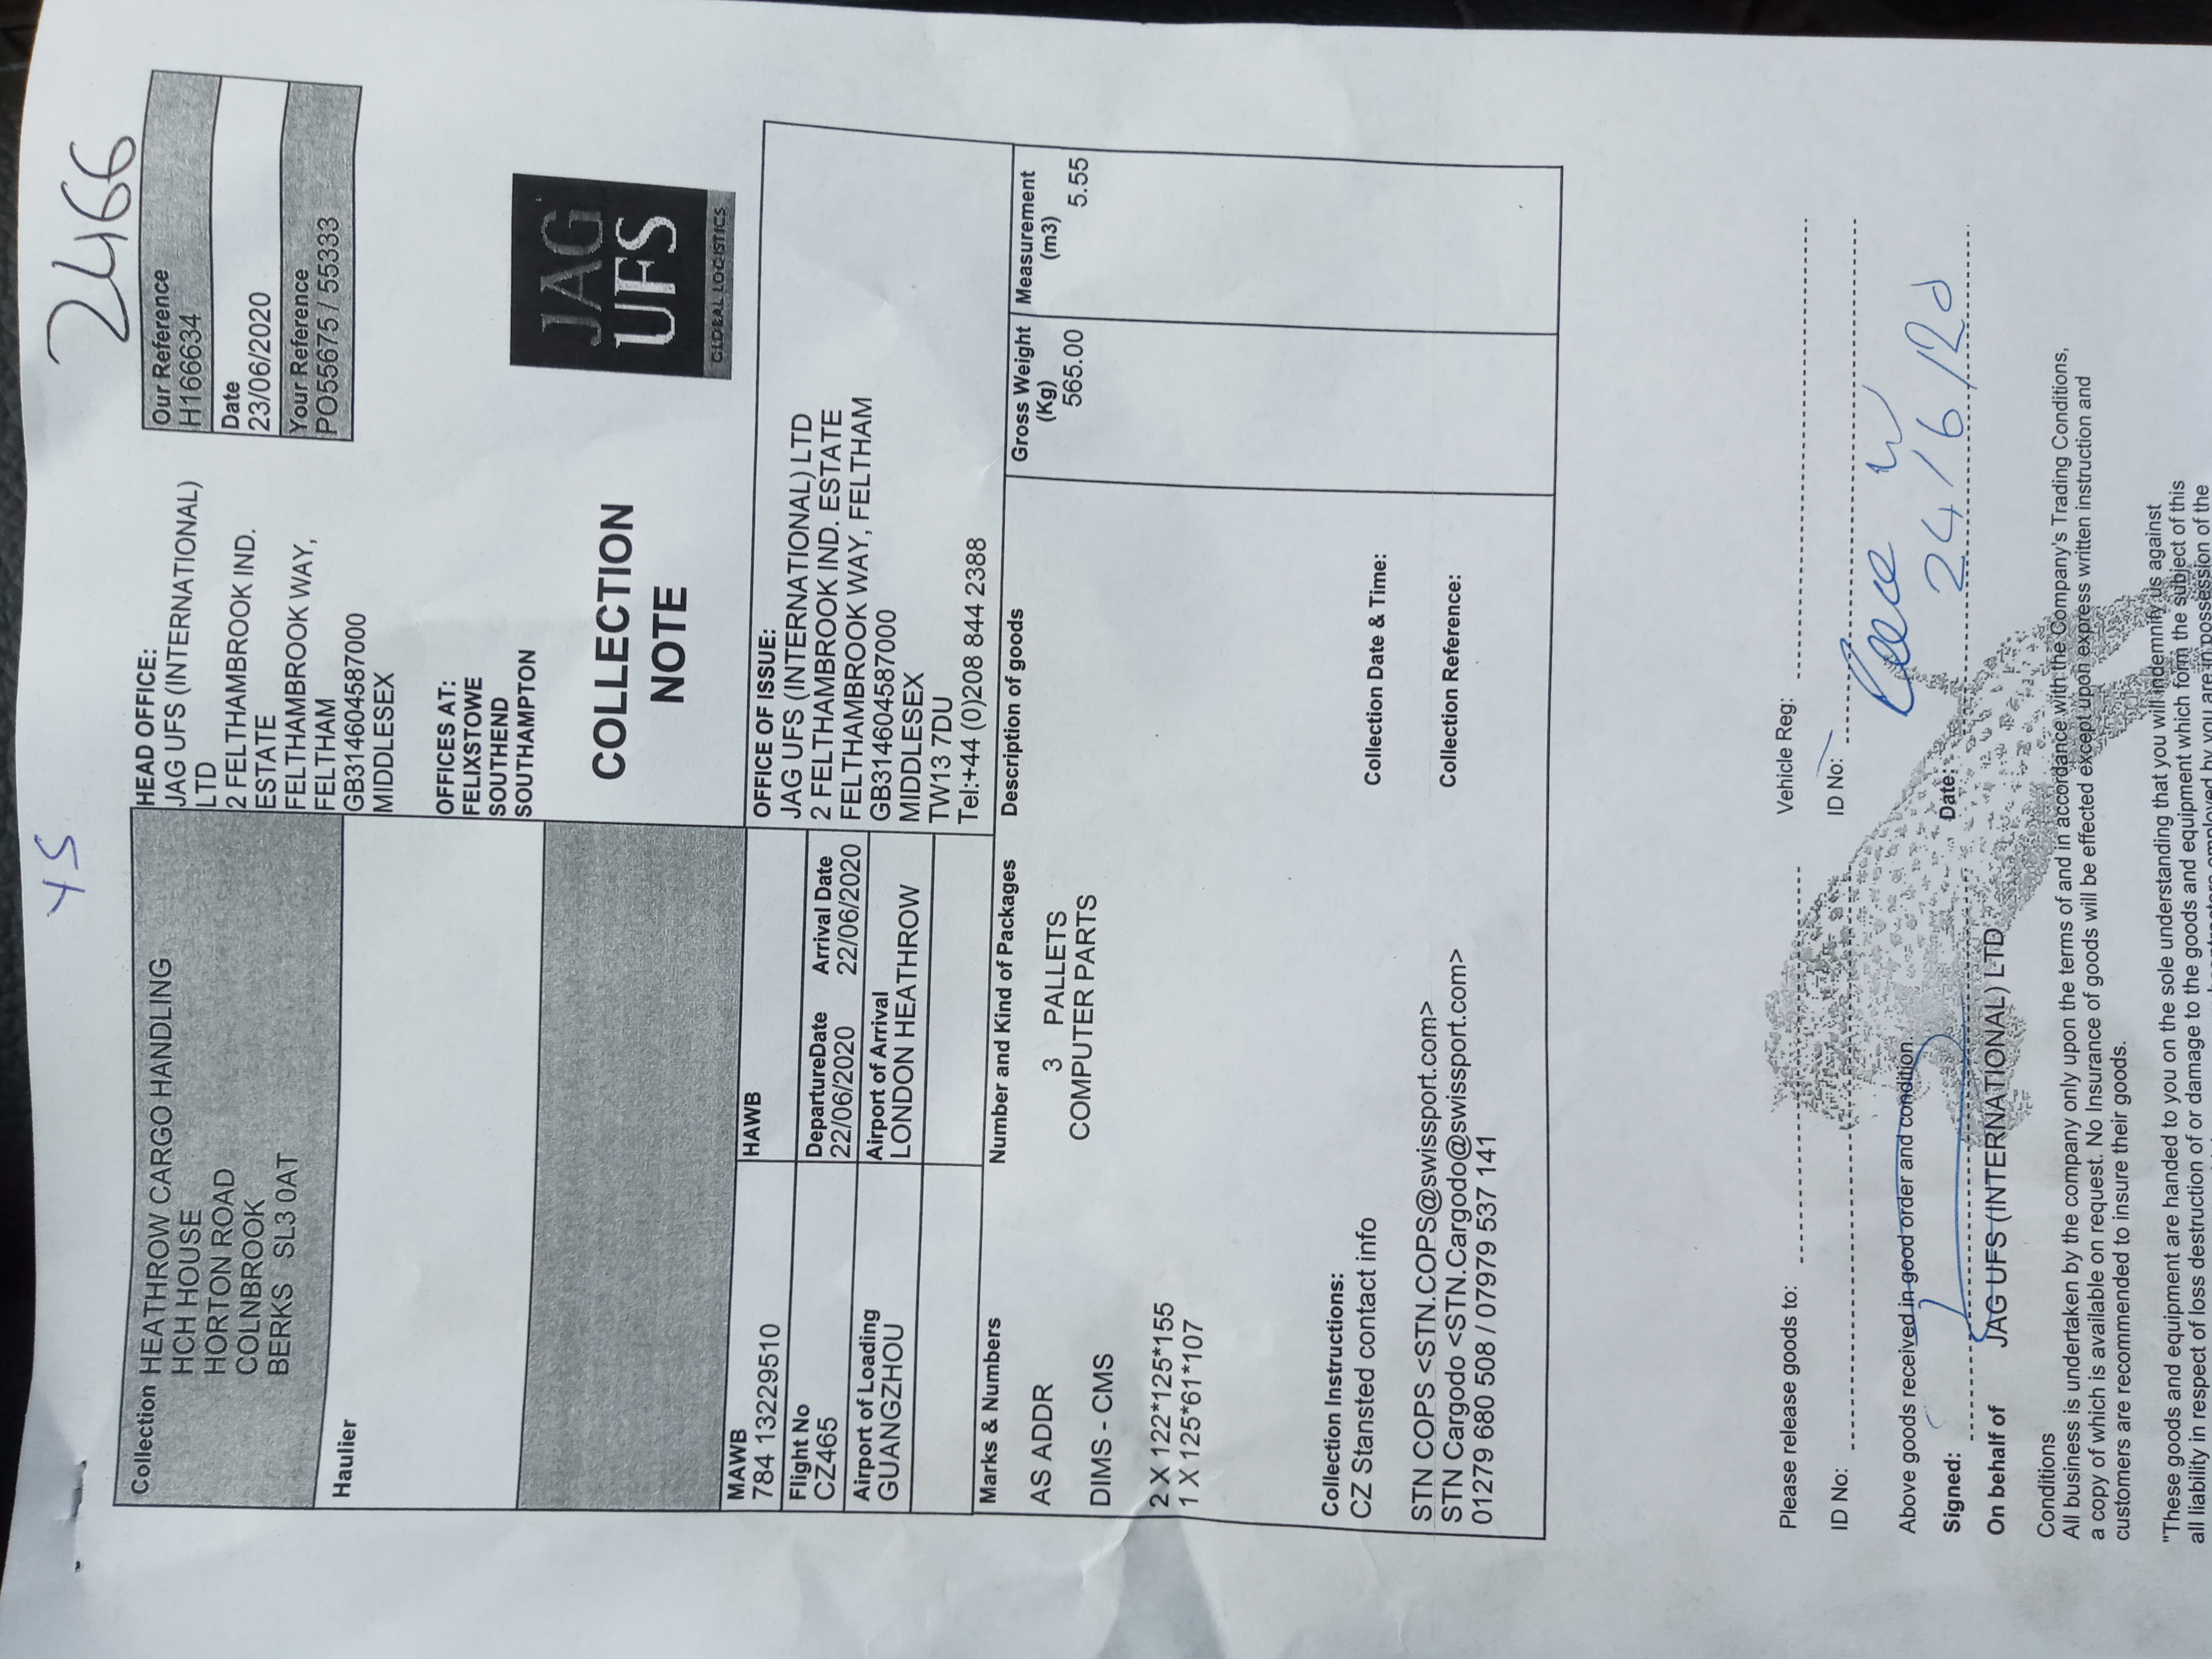 2466
45
Collection HEATHROW CARGO HANDLING
HCH HOUSE
HORTON ROAD
COLNBROOK
BERKS SL3 0AT
Haulier
HEAD OFFICE:
JAG UFS (INTERNATIONAL)
LTD
2 FELTHAMBROOK IND.
ESTATE
FELTHAMBROOK WAY,
FELTHAM
GB314604587000
MIDDLESEX
OFFICES AT:
FELIXSTOWE
SOUTHEND
SOUTHAMPTON
Our Reference
H166634
Date
23/06/2020
Your Reference
PO55675 / 55333
COLLECTION
NOTE
JAG
UFS
GLOBAL LOGISTICS
MAWB
784 13229510
HAWB
Flight No
CZ465
DepartureDate Arrival Date
22/06/2020 22/06/2020
Airport of Loading
GUANGZHOU
Airport of Arrival
LONDON HEATHROW
OFFICE OF ISSUE:
JAG UFS (INTERNATIONAL) LTD
2 FELTHAMBROOK IND. ESTATE
FELTHAMBROOK WAY, FELTHAM
GB314604587000
MIDDLESEX
TW13 7DU
Tel:+44 (0)208 844 2388
Marks & Numbers Number and Kind of Packages Description of goods Gross Weight (Kg) Measurement (m3)
AS ADDR 3 PALLETS 565.00 5.55
COMPUTER PARTS
DIMS - CMS
2 X 122*125*155
1 X 125*61*107
Collection Instructions: Collection Date & Time:
CZ Stansted contact info
STN COPS <STN.COPS@swissport.com> Collection Reference:
STN Cargodo <STN.Cargodo@swissport.com>
01279 680 508 / 07979 537 141
Please release goods to: Vehicle Reg:
ID No: ID No:
Above goods received in good order and condition.
Signed: Date: 24/6/20
On behalf of JAG UFS (INTERNATIONAL) LTD
Conditions
All business is undertaken by the company only upon the terms of and in accordance with the Company's Trading Conditions,
a copy of which is available on request. No Insurance of goods will be effected except upon express written instruction and
customers are recommended to insure their goods.
"These goods and equipment are handed to you on the sole understanding that you will indemnify us against
all liability in respect of loss destruction of or damage to the goods and equipment which form the subject of this
employed by you are in possession of the